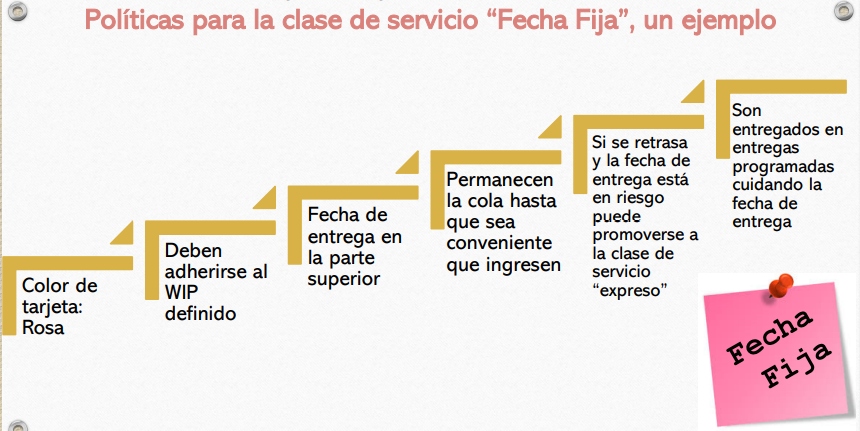 Políticas para la clase de servicio “Fecha Fija”, un ejemplo
Color de
tarjeta:
Rosa
Deben
adherirse al
WIP
definido
Fecha de
entrega en
la parte
superior
Permanecen
la cola hasta
que sea
conveniente
que ingresen
Si se retrasa
y la fecha de
entrega está
en riesgo
puede
promoverse a
la clase de
servicio
“expreso”
Son
entregados en
entregas
programadas
cuidando la
fecha de
entrega
Fecha
Fija